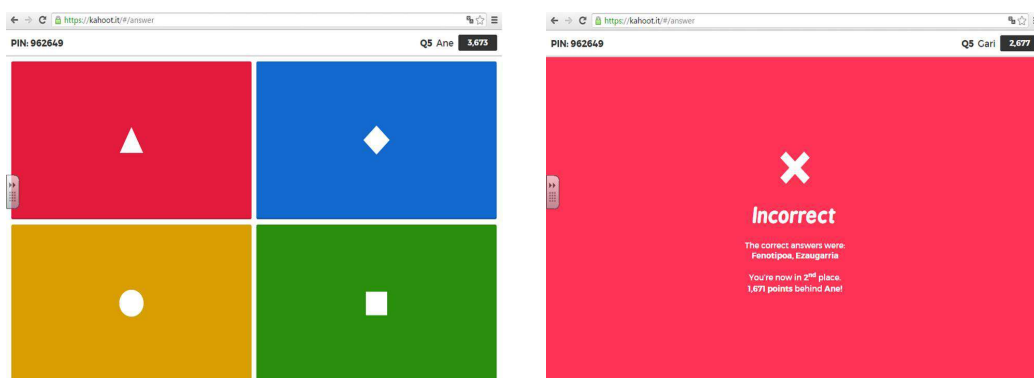 https://kahoot.it/#/answer
PIN: 962649
Q5 Ane 3,673
https://kahoot.it/#/answer
PIN: 962649
Q5 Gari 2,677
Incorrect
The correct answers were:
Fenotipoa, Ezaugarria
You're now in 2nd place.
1,671 points behind Ane!